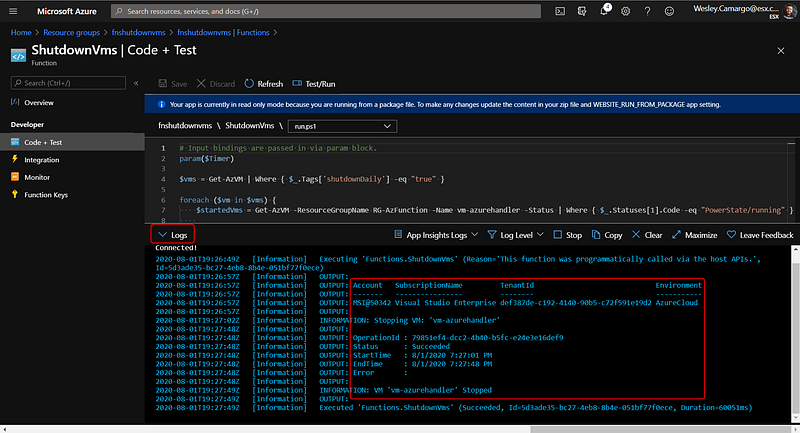 Microsoft Azure
Search resources, services, and docs (G+/)
4
Wesley.Camargo@esx.c...
ESX
Home > Resource groups > fnshutdownvms > fnshutdownvms | Functions >
ShutdownVms | Code + Test
Function
Search (Ctrl+/)
Overview
Developer
Code + Test
Integration
Monitor
Function Keys
Save Discard Refresh Test/Run
Your app is currently in read only mode because you are running from a package file. To make any changes update the content in your zip file and WEBSITE_RUN_FROM_PACKAGE app setting.
fnshutdownvms \ ShutdownVms \ run.ps1
1 # Input bindings are passed in via param block.
2 param($Timer)
3
4 $vms = Get-AzVM | Where { $_.Tags['shutdownDaily'] -eq "true" }
5
6 foreach ($vm in $vms) {
7 $startedVms = Get-AzVM -ResourceGroupName RG-AzFunction -Name vm-azurehandler -Status | Where { $_.Statuses[1].Code -eq "PowerState/running" }
Logs App Insights Logs Log Level Stop Copy Clear Maximize Leave Feedback
Connected!
2020-08-01T19:26:49Z [Information] Executing 'Functions.ShutdownVms' (Reason='This function was programmatically called via the host APIs.',
Id=5d3ade35-bc27-4eb8-8b4e-051bf77f0ece)
2020-08-01T19:26:57Z [Information] OUTPUT:
2020-08-01T19:26:57Z [Information] OUTPUT: Account SubscriptionName TenantId Environment
2020-08-01T19:26:57Z [Information] OUTPUT: ------- ---------------- -------- -----------
2020-08-01T19:26:57Z [Information] OUTPUT: MSI@50342 Visual Studio Enterprise def387de-c192-4140-90b5-c72f591e19d2 AzureCloud
2020-08-01T19:26:57Z [Information] OUTPUT:
2020-08-01T19:27:02Z [Information] INFORMATION: Stopping VM: 'vm-azurehandler'
2020-08-01T19:27:48Z [Information] OUTPUT:
2020-08-01T19:27:48Z [Information] OUTPUT: OperationId : 79851ef4-dcc2-4b40-b5fc-e24e3e16def9
2020-08-01T19:27:48Z [Information] OUTPUT: Status : Succeeded
2020-08-01T19:27:48Z [Information] OUTPUT: StartTime : 8/1/2020 7:27:01 PM
2020-08-01T19:27:48Z [Information] OUTPUT: EndTime : 8/1/2020 7:27:48 PM
2020-08-01T19:27:48Z [Information] OUTPUT: Error :
2020-08-01T19:27:48Z [Information] OUTPUT:
2020-08-01T19:27:49Z [Information] INFORMATION: VM 'vm-azurehandler' Stopped
2020-08-01T19:27:49Z [Information] Executed 'Functions.ShutdownVms' (Succeeded, Id=5d3ade35-bc27-4eb8-8b4e-051bf77f0ece, Duration=60051ms)